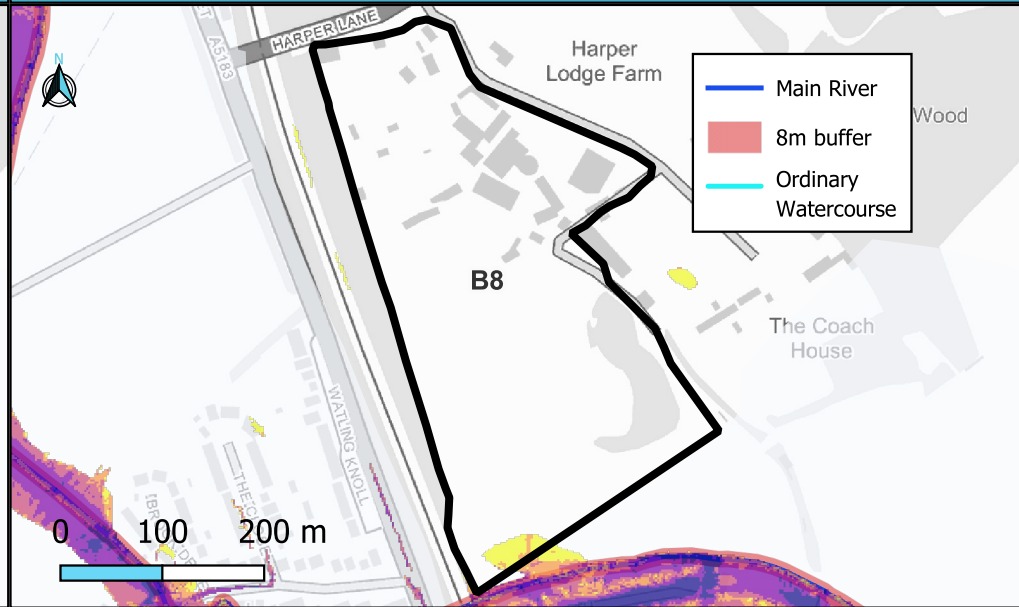 HARPER LANE
A5183
N
Harper
Lodge Farm
Main River
8m buffer
Ordinary
Watercourse
Wood
B8
The Coach
House
WATLING KNOLL
0 100 200 m